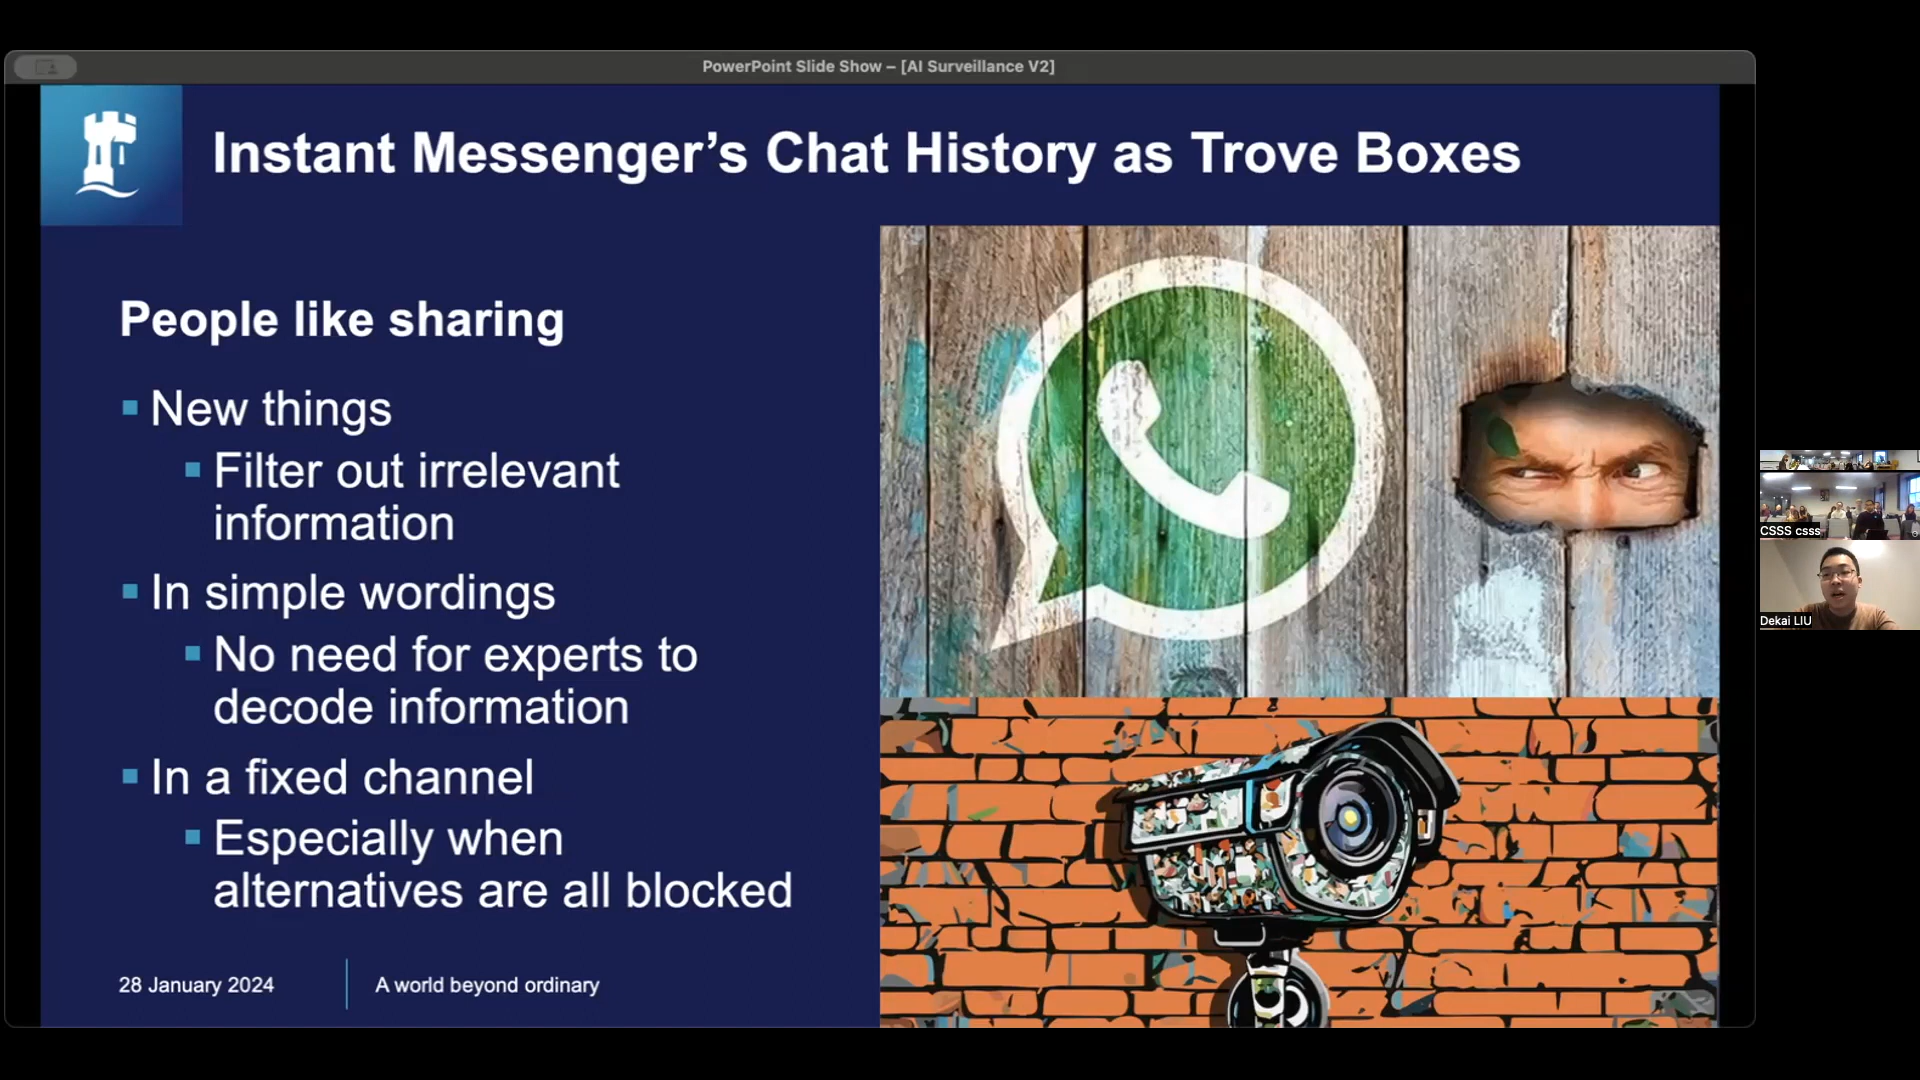 PowerPoint Slide Show – [AI Surveillance V2]
Instant Messenger’s Chat History as Trove Boxes
People like sharing
New things
Filter out irrelevant
information
In simple wordings
No need for experts to
decode information
In a fixed channel
Especially when
alternatives are all blocked
28 January 2024
A world beyond ordinary
CSSS csss
Dekai LIU